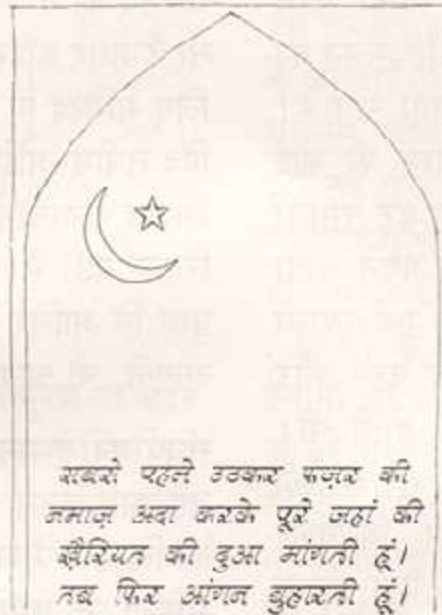 सबसे पहले उठकर फज़र की
नमाज़ अदा करके पूरे जहां की
ख़ैरियत की दुआ मांगती हूं।
तब फिर आंगन बुहारती हूं।